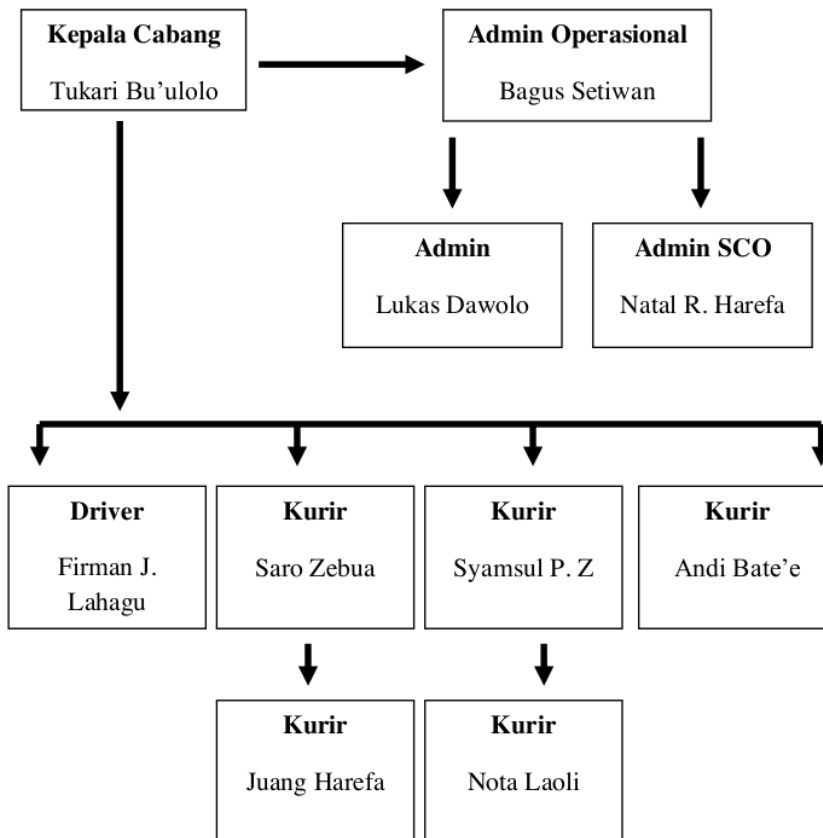 Kepala Cabang
Tukari Bu’ulolo
Admin Operasional
Bagus Setiwan
Admin
Lukas Dawolo
Admin SCO
Natal R. Harefa
Driver
Firman J.
Lahagu
Kurir
Saro Zebua
Kurir
Syamsul P. Z
Kurir
Andi Bate’e
Kurir
Juang Harefa
Kurir
Nota Laoli